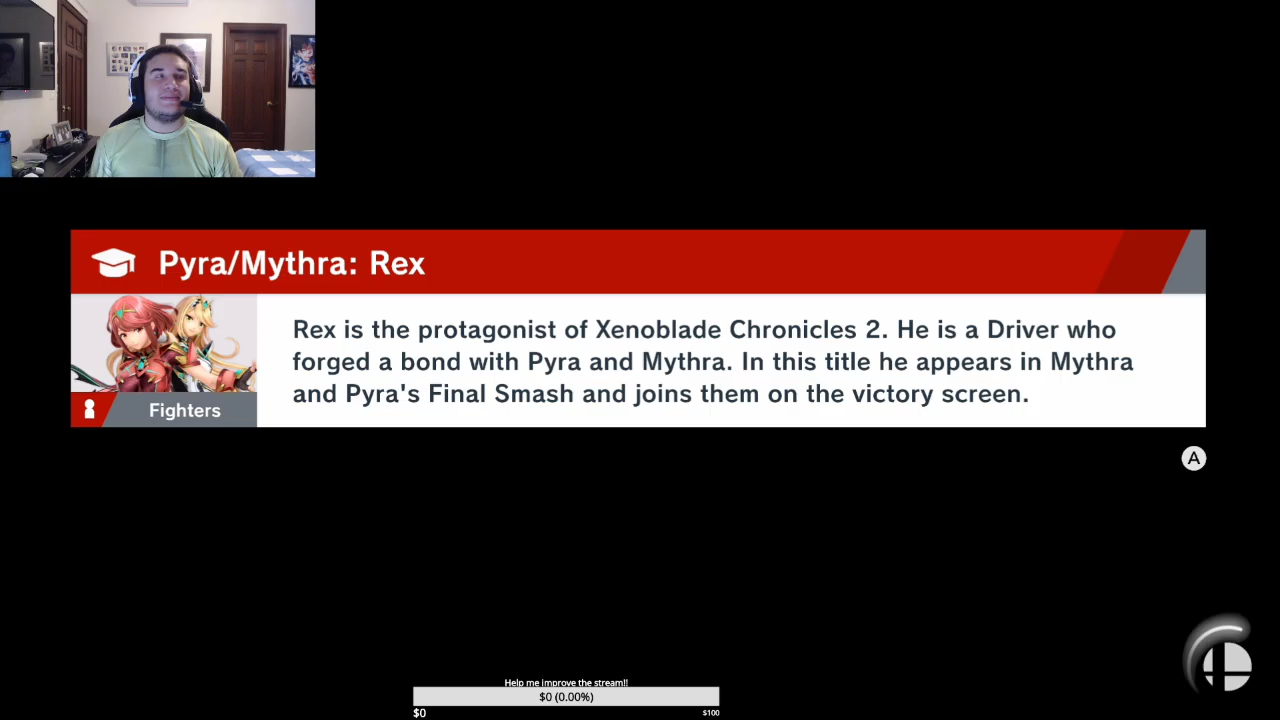 Pyra/Mythra: Rex
Rex is the protagonist of Xenoblade Chronicles 2. He is a Driver who
forged a bond with Pyra and Mythra. In this title he appears in Mythra
and Pyra's Final Smash and joins them on the victory screen.
Fighters
A
Help me improve the stream!!
$0 (0.00%)
$0
$100